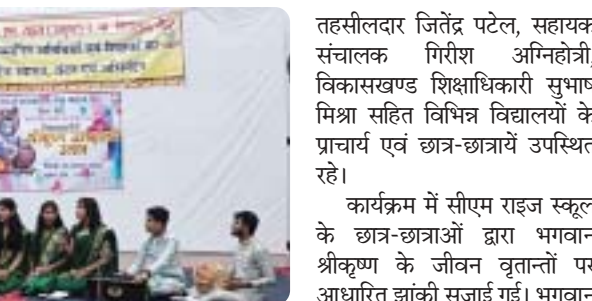 तहसीलदार जितेंद्र पटेल, सहायक
संचालक गिरीश अग्निहोत्री,
विकासखण्ड शिक्षाधिकारी सुभाष
मिश्रा सहित विभिन्न विद्यालयों के
प्राचार्य एवं छात्र-छात्रायें उपस्थित
रहे।
कार्यक्रम में सीएम राइज स्कूल
के छात्र-छात्राओं द्वारा भगवान
श्रीकृष्ण के जीवन वृतान्तों पर
आधारित झांकी सजाई गई। भगवान